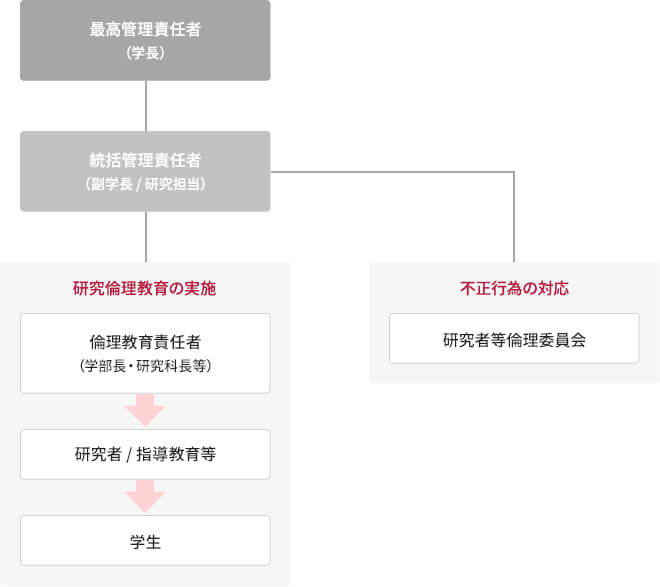 最高管理責任者
（学長）
統括管理責任者
（副学長 / 研究担当）
研究倫理教育の実施
倫理教育責任者
（学部長・研究科長等）
研究者 / 指導教育等
学生
不正行為の対応
研究者等倫理委員会